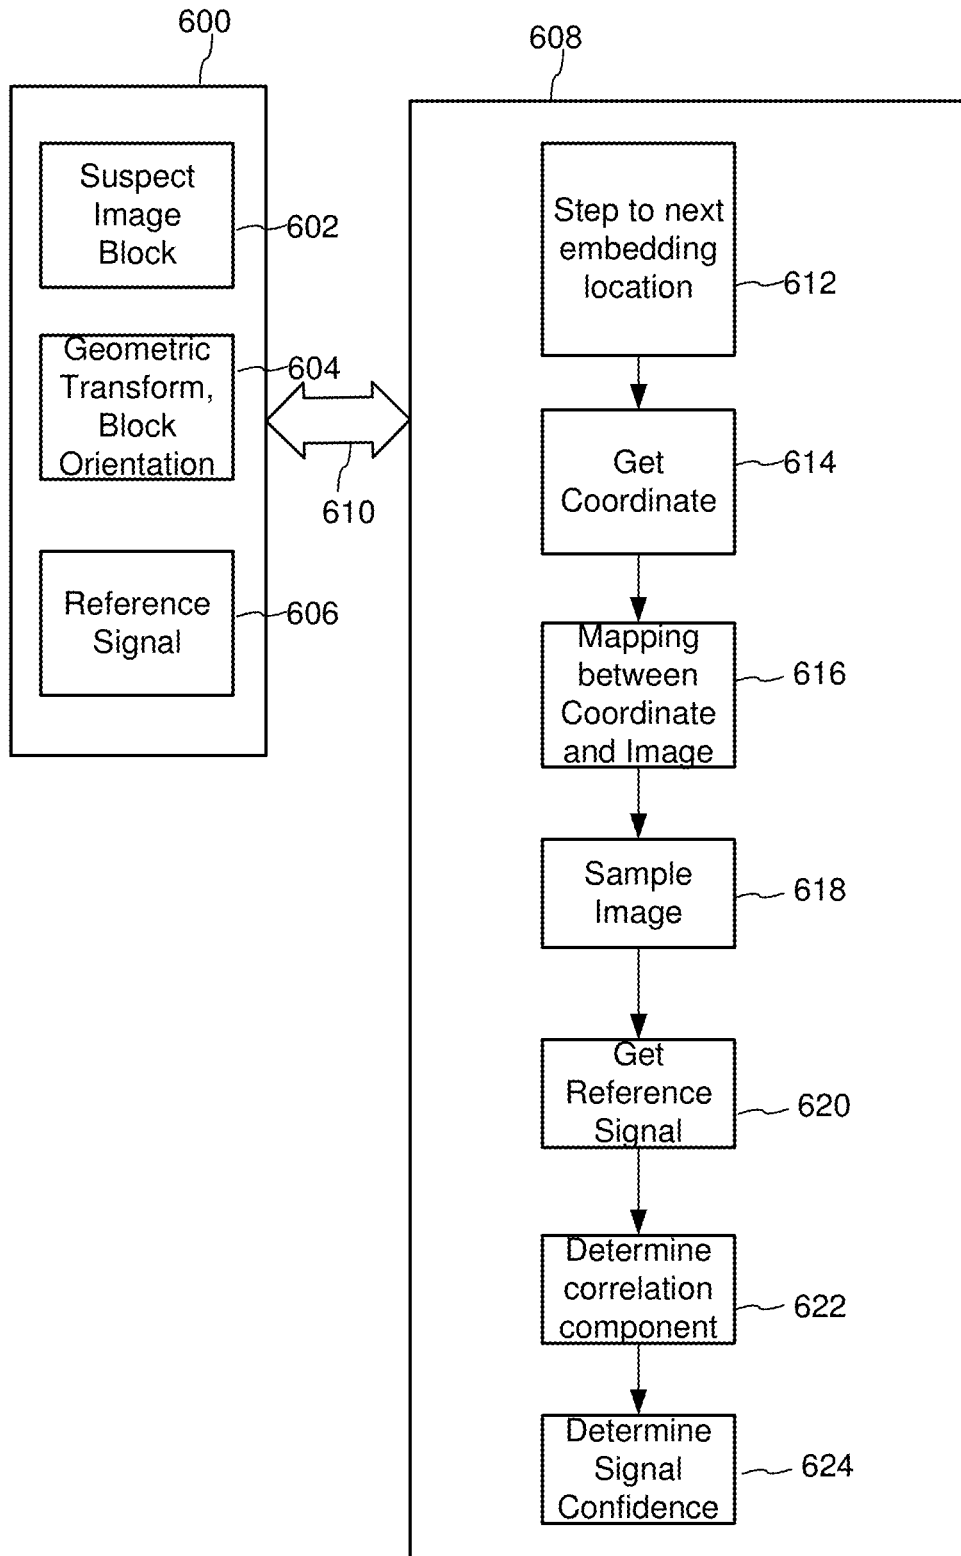 600
Suspect
Image
Block
602
Geometric
Transform,
Block
Orientation
604
Reference
Signal
606
610
608
Step to next
embedding
location
612
Get
Coordinate
614
Mapping
between
Coordinate
and Image
616
Sample
Image
618
Get
Reference
Signal
620
Determine
correlation
component
622
Determine
Signal
Confidence
624